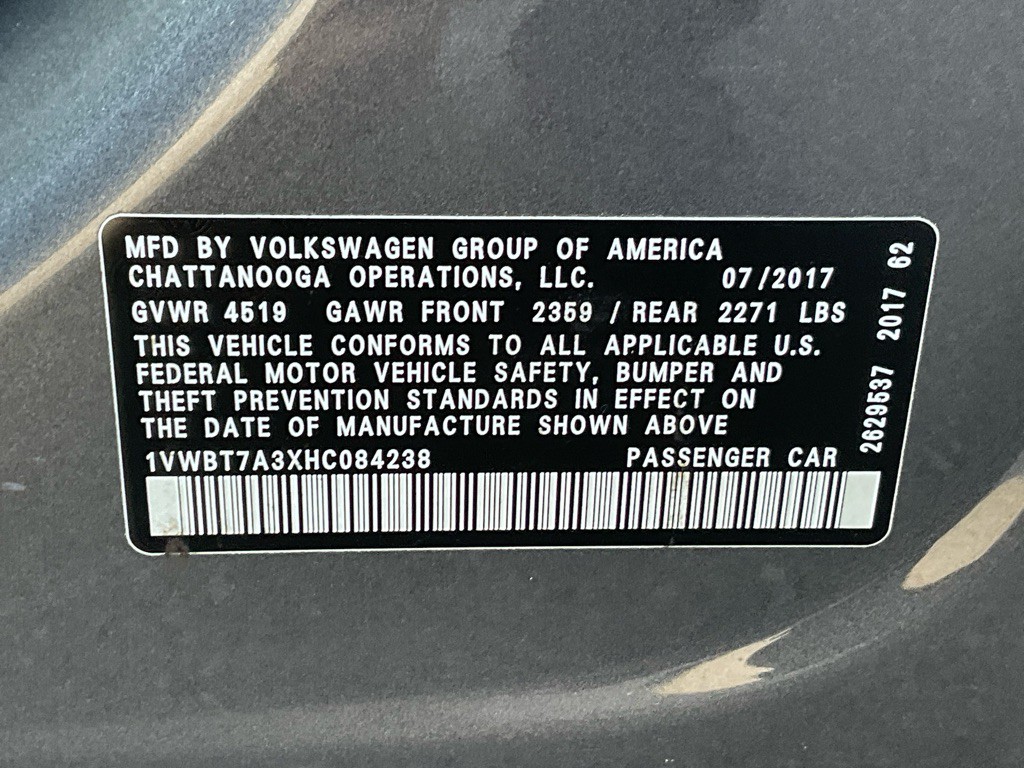 MFD BY VOLKSWAGEN GROUP OF AMERICA
CHATTANOOGA OPERATIONS, LLC. 07/2017
GVWR 4519 GAWR FRONT 2359 / REAR 2271 LBS
THIS VEHICLE CONFORMS TO ALL APPLICABLE U.S.
FEDERAL MOTOR VEHICLE SAFETY, BUMPER AND
THEFT PREVENTION STANDARDS IN EFFECT ON
THE DATE OF MANUFACTURE SHOWN ABOVE
1VWBT7A3XHC084238 PASSENGER CAR
2629537 2017 62